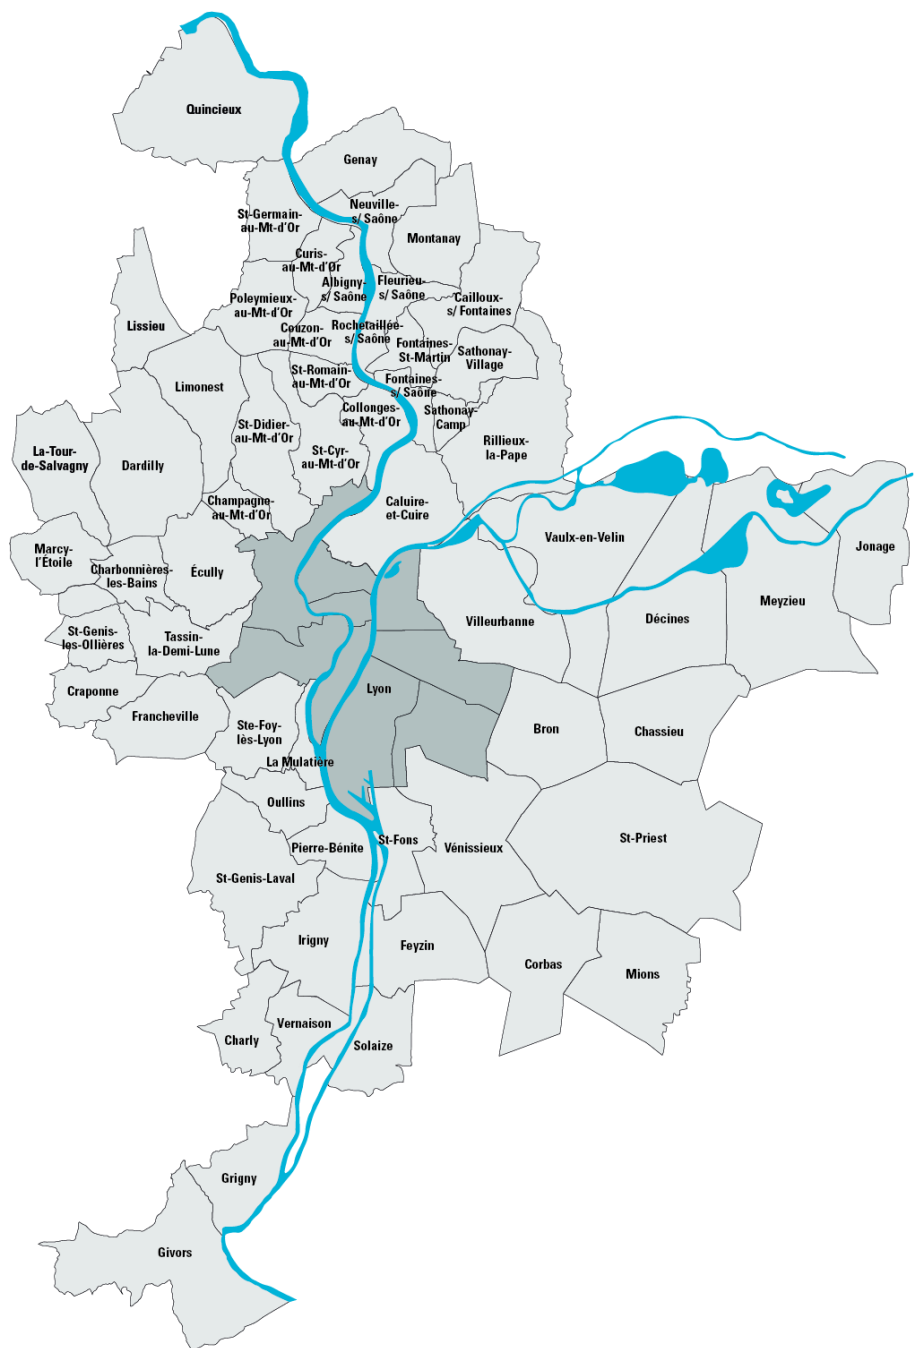 Quincieux
Genay
Neuville-
s/ Saône
St-Germain-
au-Mt-d'Or
Montanay
Curis-
au-Mt-d'Or
Albigny-
s/ Saône
Fleurieu-
s/ Saône
Cailloux-
s/ Fontaines
Poleymieux-
au-Mt-d'Or
Lissieu
Couzon-
au-Mt-d'Or
Rochetaillée-
s/ Saône
Fontaines-
St-Martin
Sathonay-
Village
Limonest
St-Romain-
au-Mt-d'Or
Fontaines-
s/ Saône
Collonges-
au-Mt-d'Or
Sathonay-
Camp
St-Didier-
au-Mt-d'Or
Rillieux-
la-Pape
La-Tour-
de-Salvagny
Dardilly
St-Cyr-
au-Mt-d'Or
Champagne-
au-Mt-d'Or
Caluire-
et-Cuire
Vaulx-en-Velin
Jonage
Marcy-
l'Étoile
Charbonnières-
les-Bains
Écully
Meyzieu
Villeurbanne
Décines
St-Genis-
les-Ollières
Tassin-
la-Demi-Lune
Craponne
Lyon
Francheville
Ste-Foy-
lès-Lyon
Bron
Chassieu
La Mulatière
Oullins
St-Fons
Pierre-Bénite
Vénissieux
St-Priest
St-Genis-Laval
Irigny
Feyzin
Corbas
Mions
Vernaison
Charly
Solaize
Grigny
Givors